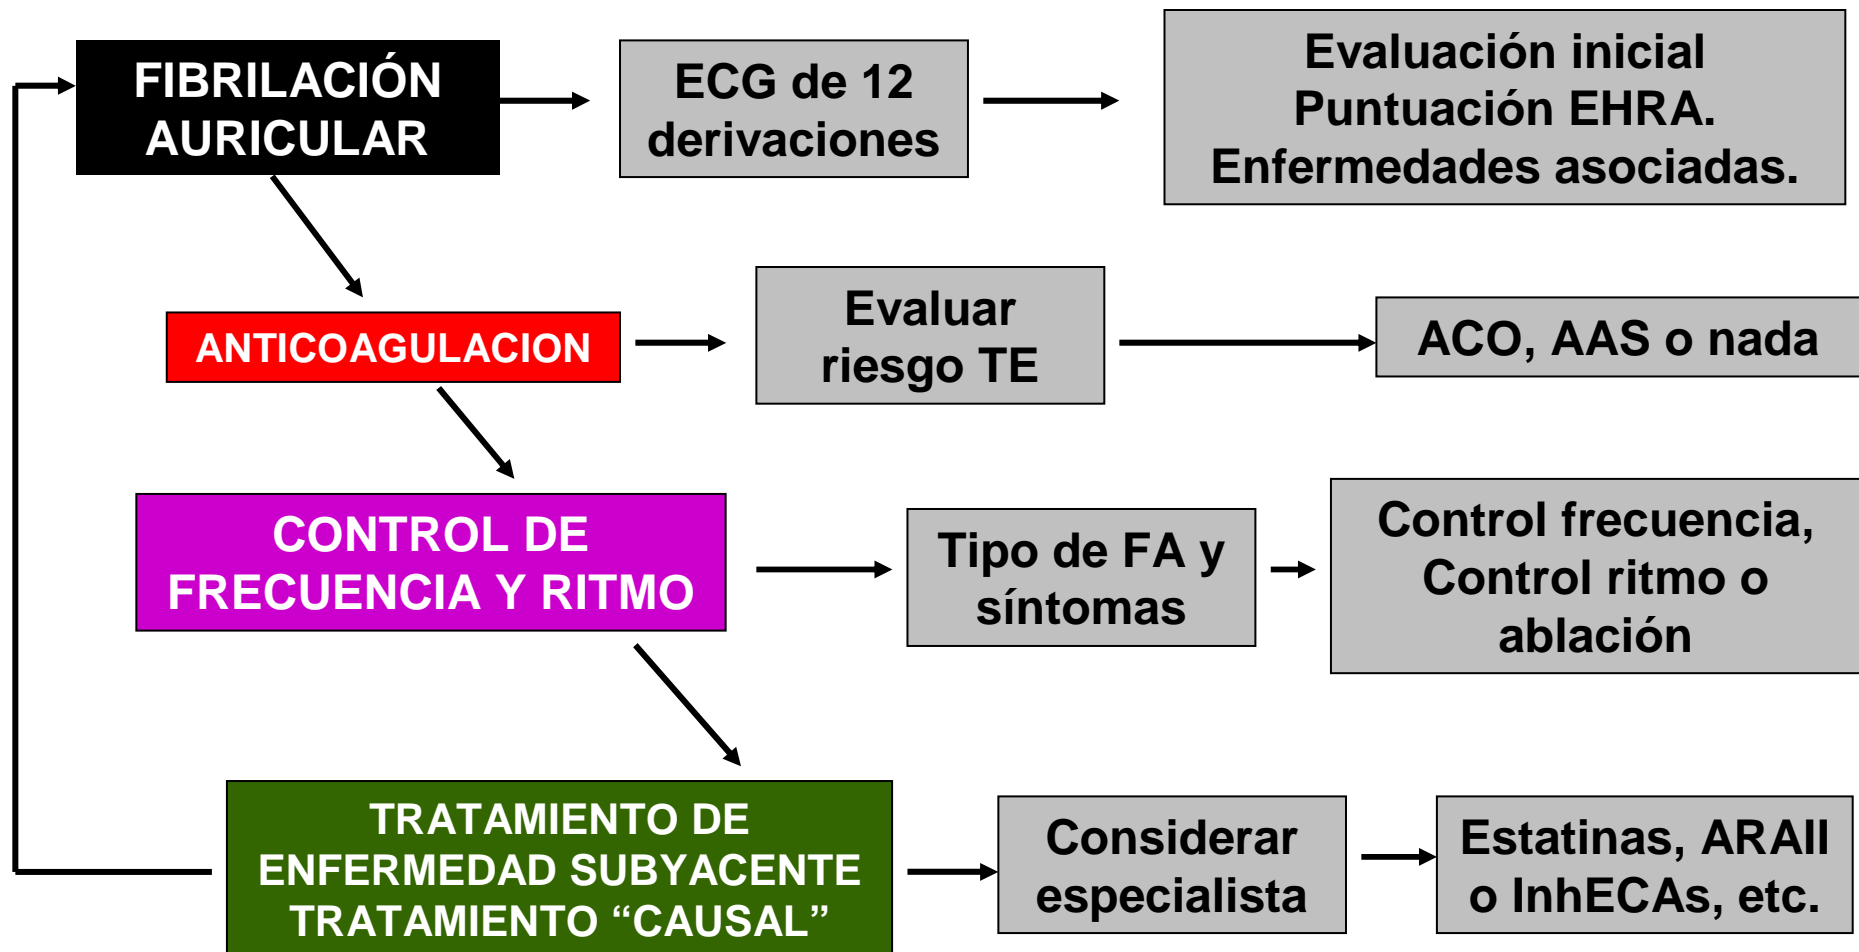 FIBRILACIÓN
AURICULAR
ECG de 12
derivaciones
Evaluación inicial
Puntuación EHRA.
Enfermedades asociadas.
ANTICOAGULACION
Evaluar
riesgo TE
ACO, AAS o nada
CONTROL DE
FRECUENCIA Y RITMO
Tipo de FA y
síntomas
Control frecuencia,
Control ritmo o
ablación
TRATAMIENTO DE
ENFERMEDAD SUBYACENTE
TRATAMIENTO “CAUSAL”
Considerar
especialista
Estatinas, ARAII
o InhECAs, etc.